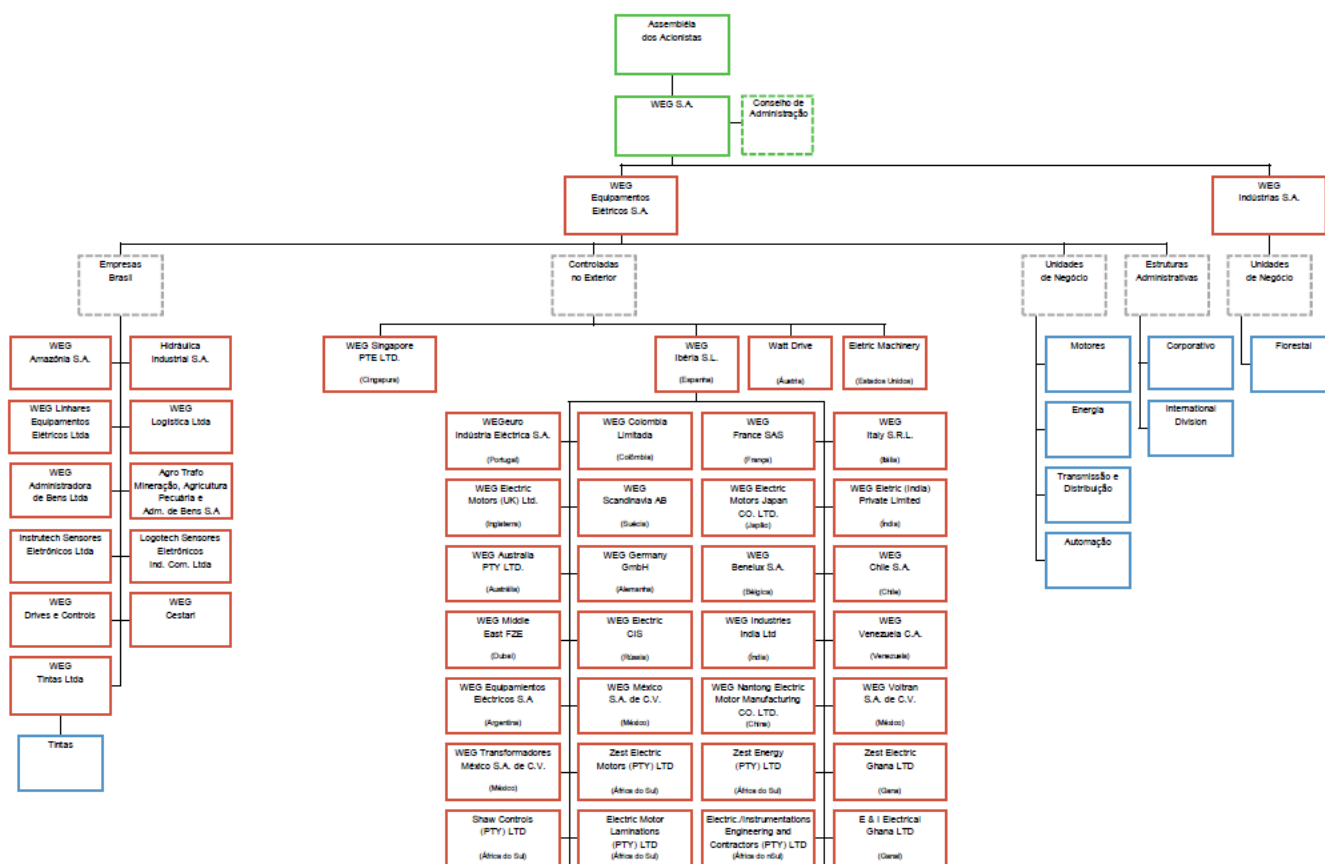 Assembléia
dos Acionistas
WEG S.A.
Conselho de
Administração
WEG
Equipamentos
Elétricos S.A.
WEG
Indústrias S.A.
Empresas
Brasil
Controladas
no Exterior
Unidades
de Negócio
Estruturas
Administrativas
Unidades
de Negócio
WEG
Amazônia S.A.
Hidráulica
Industrial S.A.
WEG Linhares
Equipamentos
Elétricos Ltda
WEG
Logística Ltda
WEG
Administradora
de Bens Ltda
Agro Trafo
Mineração, Agricultura
Pecuária e
Adm. de Bens S.A
Instrutech Sensores
Eletrônicos Ltda
Logotech Sensores
Eletrônicos
Ind. Com. Ltda
WEG
Drives e Controls
WEG
Cestari
WEG
Tintas Ltda
Tintas
WEG Singapore
PTE LTD.
(Cingapura)
WEG
Ibéria S.L.
(Espanha)
Watt Drive
(Áustria)
Eletric Machinery
(Estados Unidos)
WEGeuro
Indústria Eléctrica S.A.
(Portugal)
WEG Colombia
Limitada
(Colômbia)
WEG
France SAS
(França)
WEG
Italy S.R.L.
(Itália)
WEG Electric
Motors (UK) Ltd.
(Inglaterra)
WEG
Scandinavia AB
(Suécia)
WEG Electric
Motors Japan
CO. LTD.
(Japão)
WEG Eletric (India)
Private Limited
(Índia)
WEG Australia
PTY LTD.
(Austrália)
WEG Germany
GmbH
(Alemanha)
WEG
Benelux S.A.
(Bélgica)
WEG
Chile S.A.
(Chile)
WEG Middle
East FZE
(Dubai)
WEG Electric
CIS
(Rússia)
WEG Industries
India Ltd
(Índia)
WEG
Venezuela C.A.
(Venezuela)
WEG Equipamientos
Eléctricos S.A
(Argentina)
WEG México
S.A. de C.V.
(México)
WEG Nantong Electric
Motor Manufacturing
CO. LTD.
(China)
WEG Voltran
S.A. de C.V.
(México)
WEG Transformadores
México S.A. de C.V.
(México)
Zest Electric
Motors (PTY) LTD
(África do Sul)
Zest Energy
(PTY) LTD
(África do Sul)
Zest Electric
Ghana LTD
(Gana)
Shaw Controls
(PTY) LTD
(África do Sul)
Electric Motor
Laminations
(PTY) LTD
(África do Sul)
Electric./Instrumentations
Engineering and
Contractors (PTY) LTD
(África do nSul)
E & I Electrical
Ghana LTD
(Ganal)
Motores
Energia
Transmissão e
Distribuição
Automação
Corporativo
International
Division
Florestal